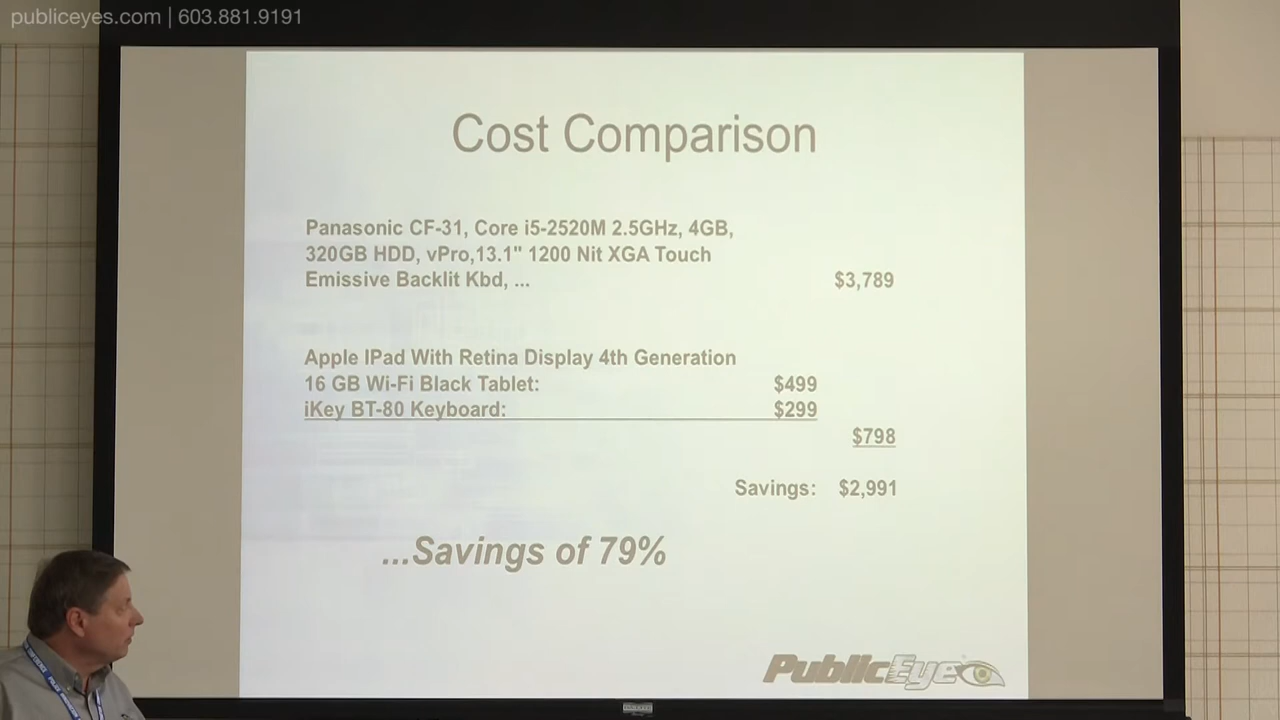 publiceyes.com | 603.881.9191
Cost Comparison
Panasonic CF-31, Core i5-2520M 2.5GHz, 4GB,
320GB HDD, vPro,13.1" 1200 Nit XGA Touch
Emissive Backlit Kbd, ... $3,789
Apple IPad With Retina Display 4th Generation
16 GB Wi-Fi Black Tablet: $499
iKey BT-80 Keyboard: $299
$798
Savings: $2,991
...Savings of 79%
PublicEye